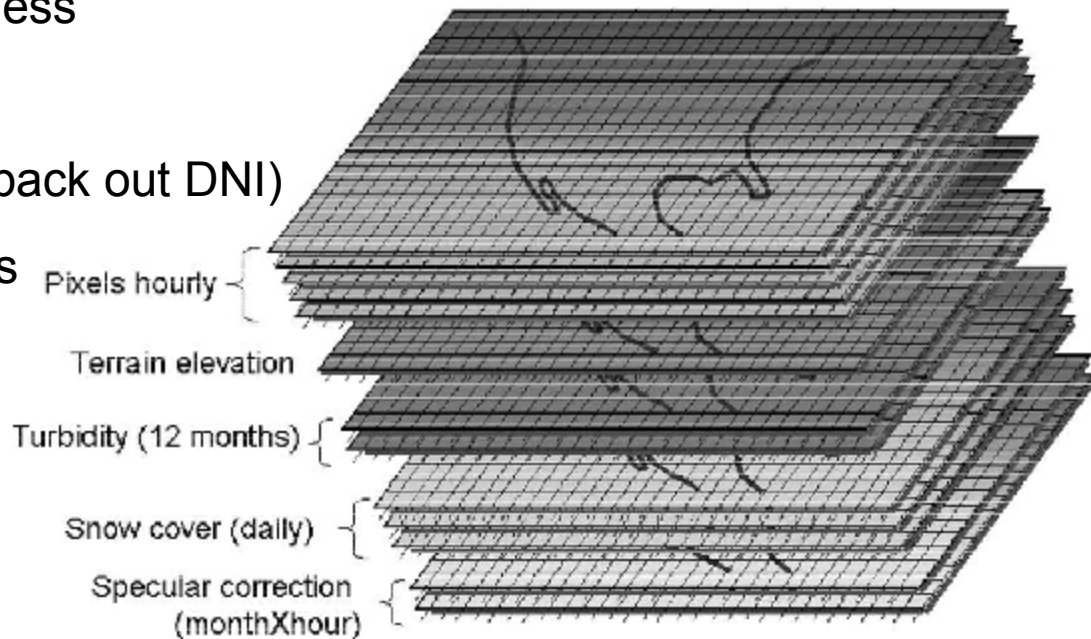 ess
back out DNI)
s
Pixels hourly
Terrain elevation
Turbidity (12 months)
Snow cover (daily)
Specular correction
(monthXhour)